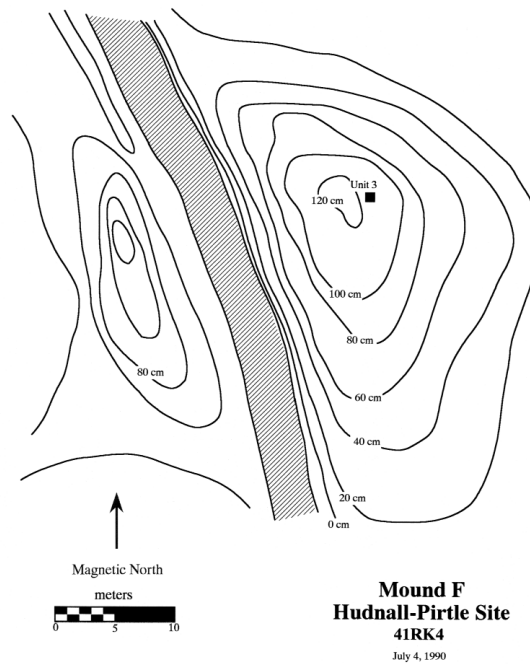 Unit 3
120 cm
100 cm
80 cm
80 cm
60 cm
40 cm
20 cm
0 cm
Magnetic North
meters
0 5 10
Mound F
Hudnall-Pirtle Site
41RK4
July 4, 1990